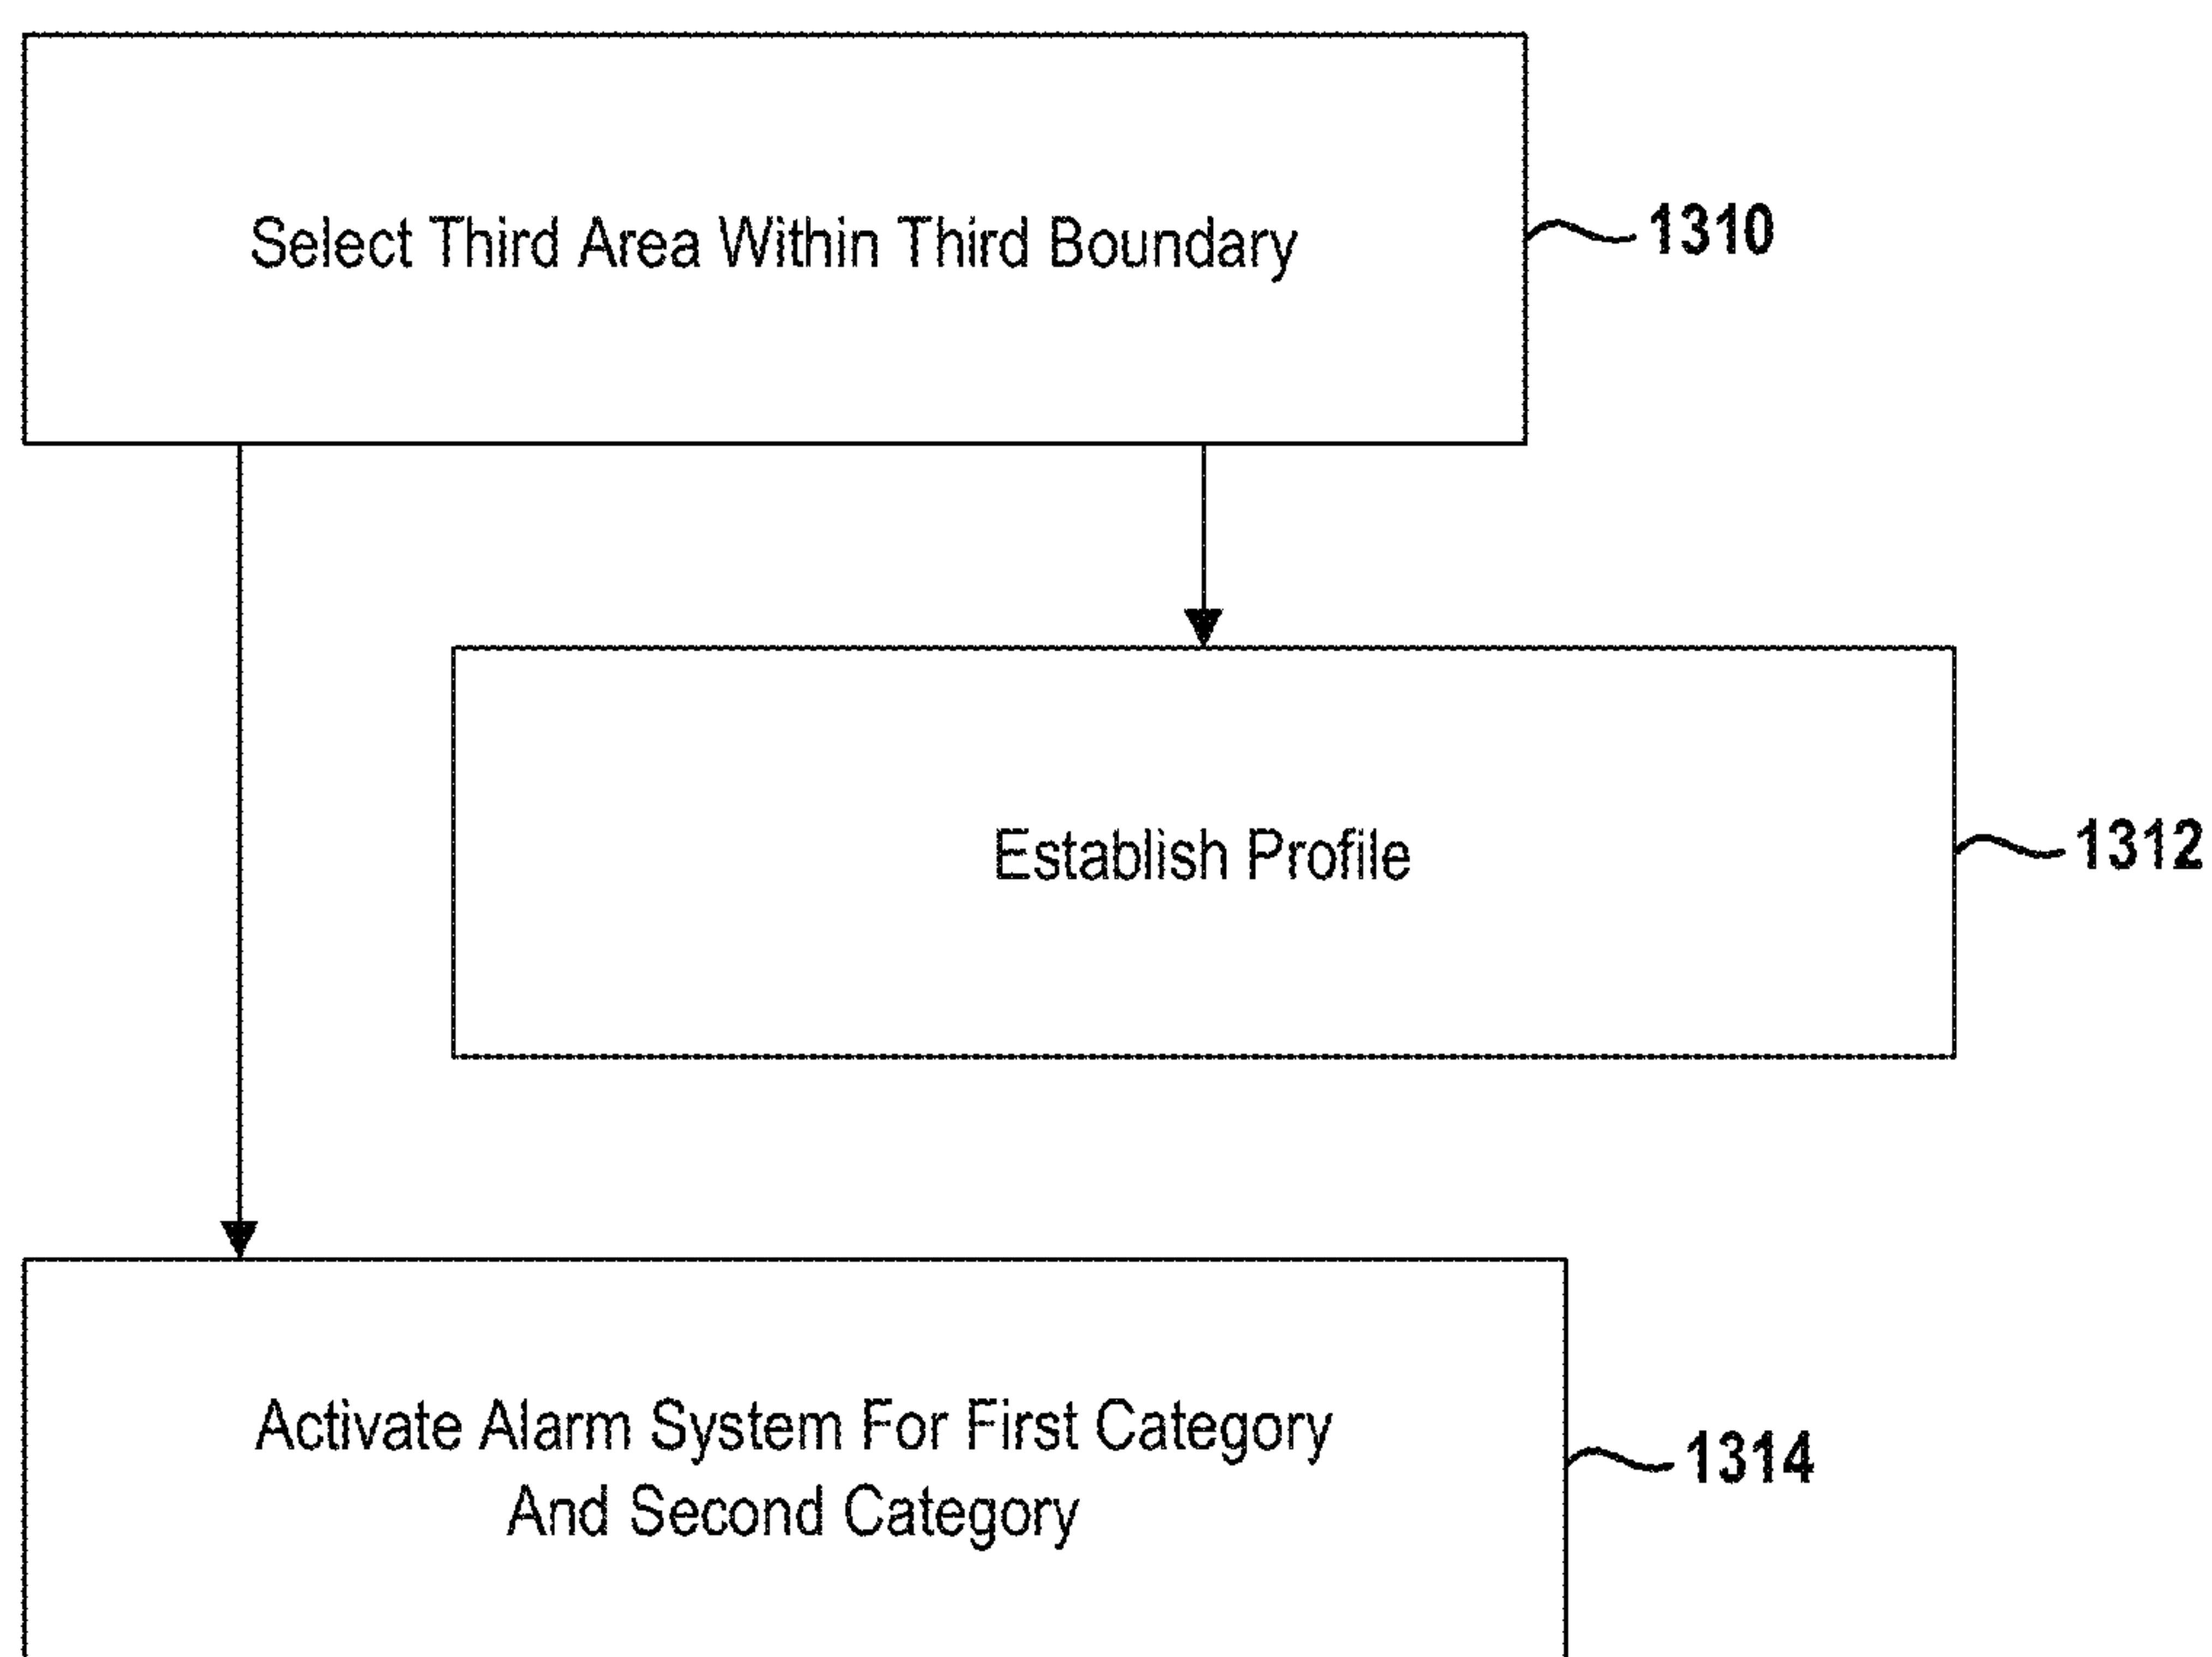 Select Third Area Within Third Boundary
1310
Establish Profile
1312
Activate Alarm System For First Category
And Second Category
1314